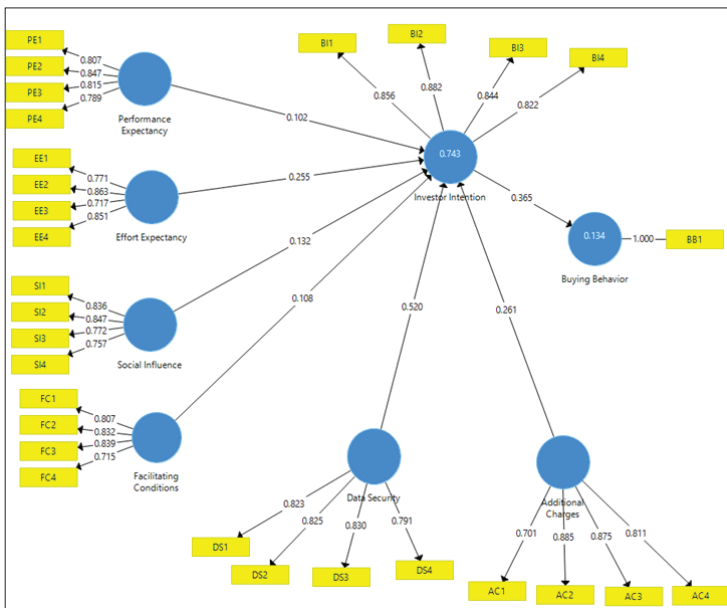 PE1
PE2
PE3
PE4
0.807
0.847
0.815
0.789
Performance
Expectancy
0.102
BI1
BI2
BI3
BI4
0.856
0.882
0.844
0.822
0.743
Investor Intention
EE1
EE2
EE3
EE4
0.771
0.863
0.717
0.851
Effort Expectancy
0.255
0.365
0.134
1.000
BB1
Buying Behavior
SI1
SI2
SI3
SI4
0.836
0.847
0.772
0.757
Social Influence
0.132
0.108
0.520
0.261
FC1
FC2
FC3
FC4
0.807
0.832
0.839
0.715
Facilitating
Conditions
Data Security
0.823
0.825
0.830
0.791
DS1
DS2
DS3
DS4
Additional
Charges
0.701
0.885
0.875
0.811
AC1
AC2
AC3
AC4